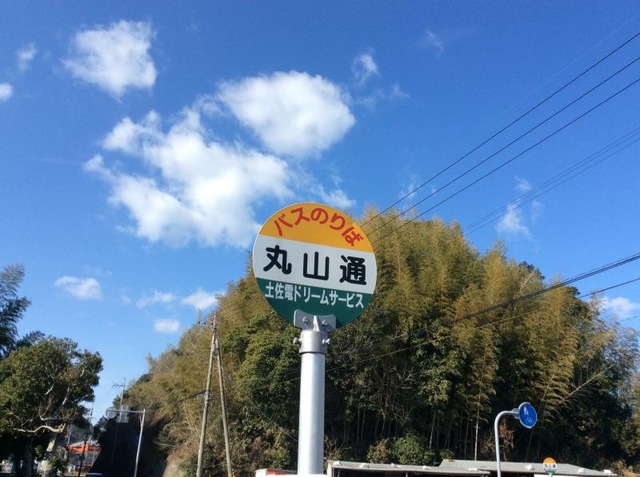 バスのりば
丸山通
土佐電ドリームサービス